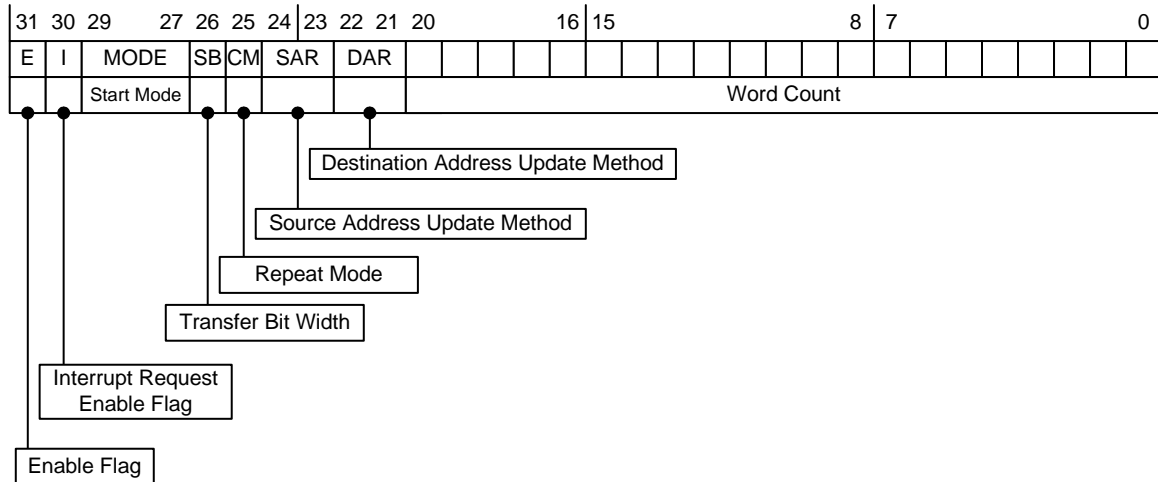 31 30 29 27 26 25 24 23 22 21 20 16 15 8 7 0
E I MODE SB CM SAR DAR
Start Mode Word Count
Destination Address Update Method
Source Address Update Method
Repeat Mode
Transfer Bit Width
Interrupt Request
Enable Flag
Enable Flag